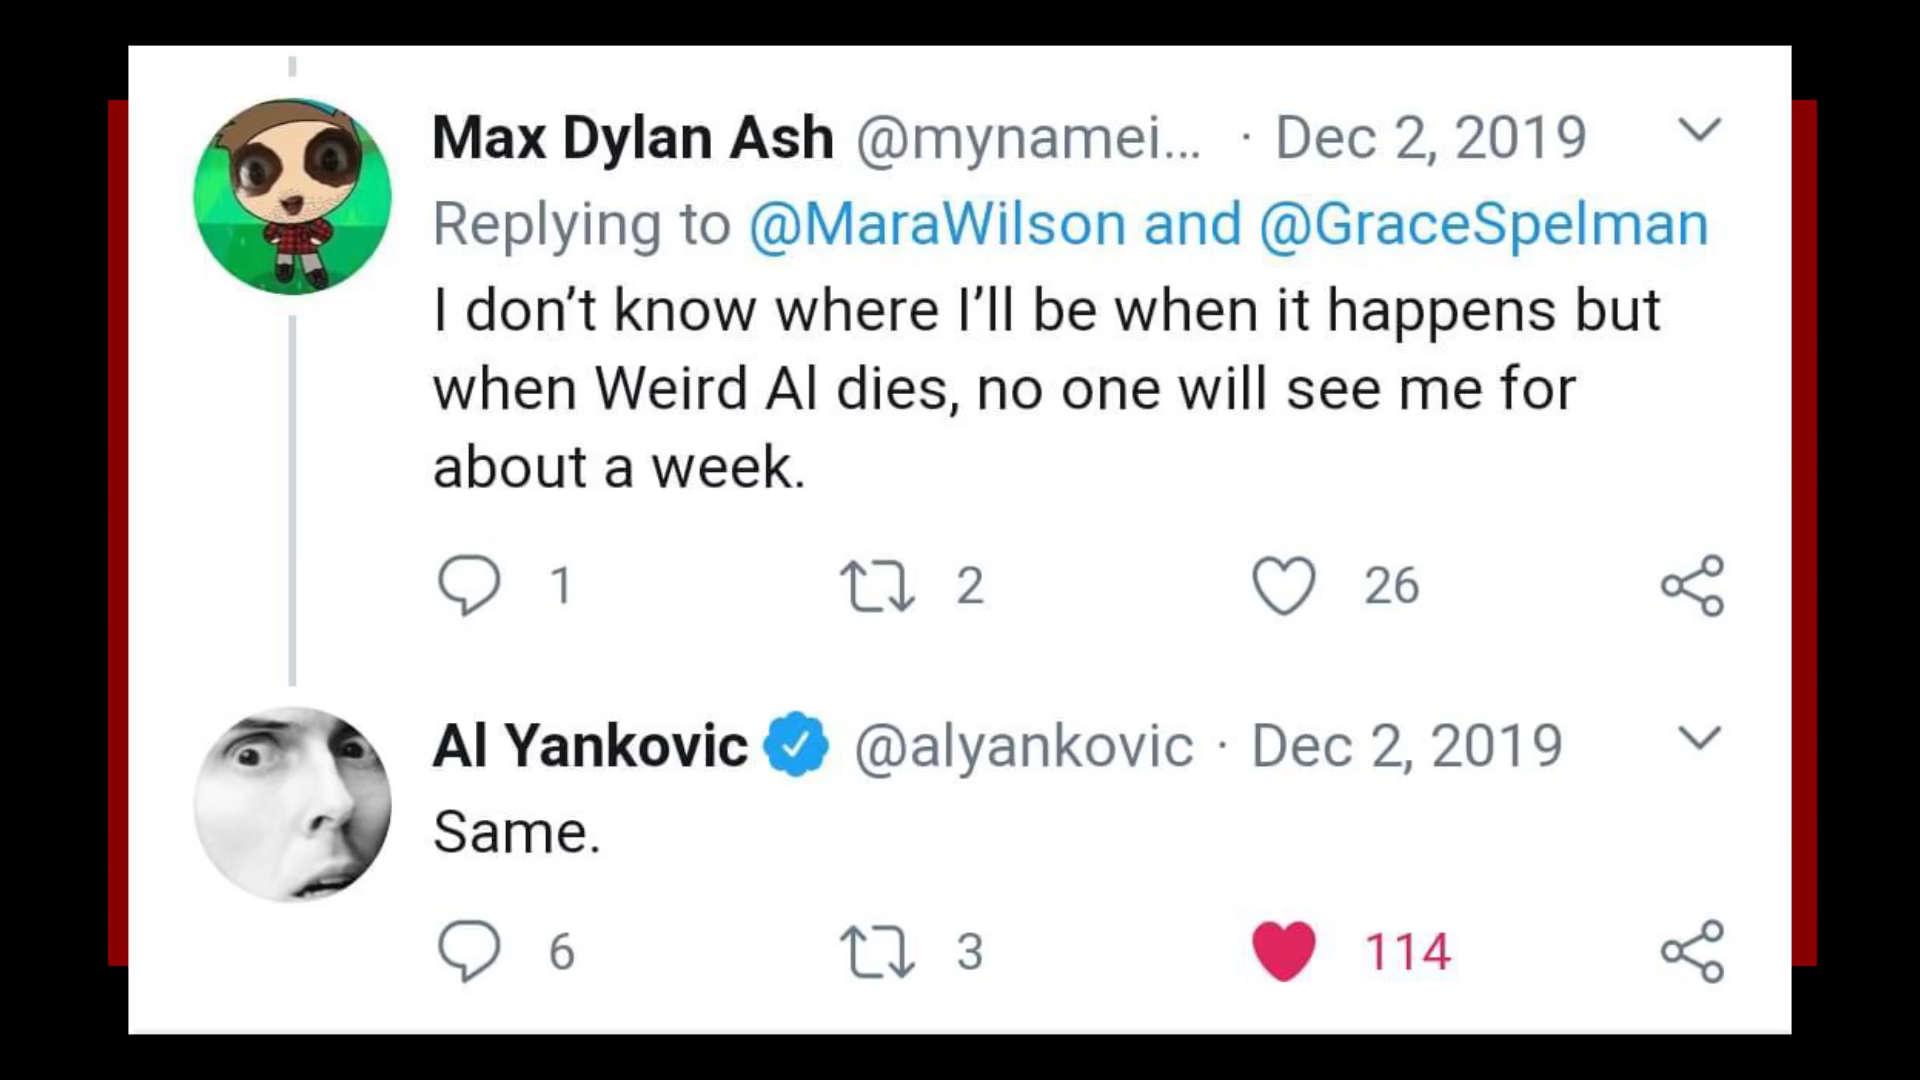 Max Dylan Ash @mynamei... · Dec 2, 2019
Replying to @MaraWilson and @GraceSpelman
I don’t know where I’ll be when it happens but
when Weird Al dies, no one will see me for
about a week.
1 2 26
Al Yankovic @alyankovic · Dec 2, 2019
Same.
6 3 114